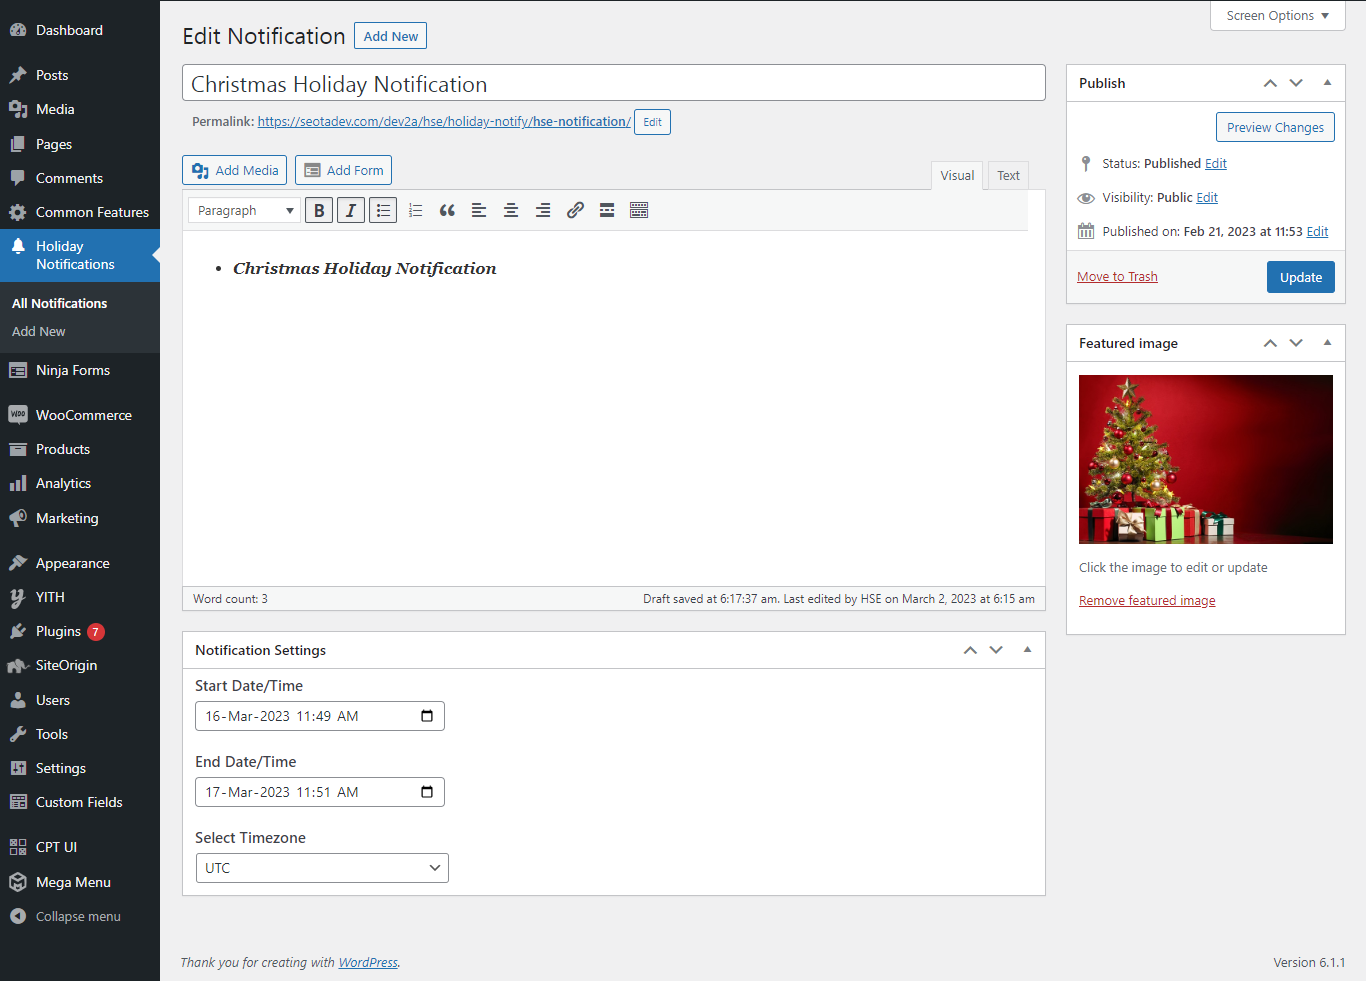 Dashboard
Posts
Media
Pages
Comments
Common Features
Holiday
Notifications
All Notifications
Add New
Ninja Forms
WooCommerce
Products
Analytics
Marketing
Appearance
YITH
Plugins 7
SiteOrigin
Users
Tools
Settings
Custom Fields
CPT UI
Mega Menu
Collapse menu
Screen Options
Edit Notification Add New
Christmas Holiday Notification
Permalink: https://seotadev.com/dev2a/hse/holiday-notify/hse-notification/ Edit
Add Media Add Form
Visual Text
Paragraph B I
• Christmas Holiday Notification
Word count: 3 Draft saved at 6:17:37 am. Last edited by HSE on March 2, 2023 at 6:15 am
Notification Settings
Start Date/Time
16-Mar-2023 11:49 AM
End Date/Time
17-Mar-2023 11:51 AM
Select Timezone
UTC
Publish
Preview Changes
Status: Published Edit
Visibility: Public Edit
Published on: Feb 21, 2023 at 11:53 Edit
Move to Trash Update
Featured image
Click the image to edit or update
Remove featured image
Thank you for creating with WordPress.
Version 6.1.1